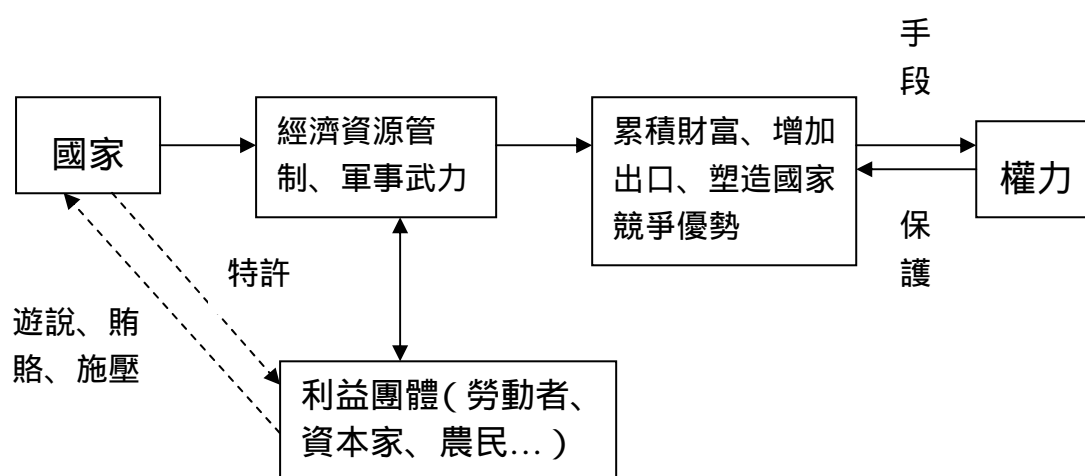 國家
經濟資源管
制、軍事武力
累積財富、增加
出口、塑造國家
競爭優勢
手
段
權力
保
護
特許
遊說、賄
賂、施壓
利益團體(勞動者、
資本家、農民…)